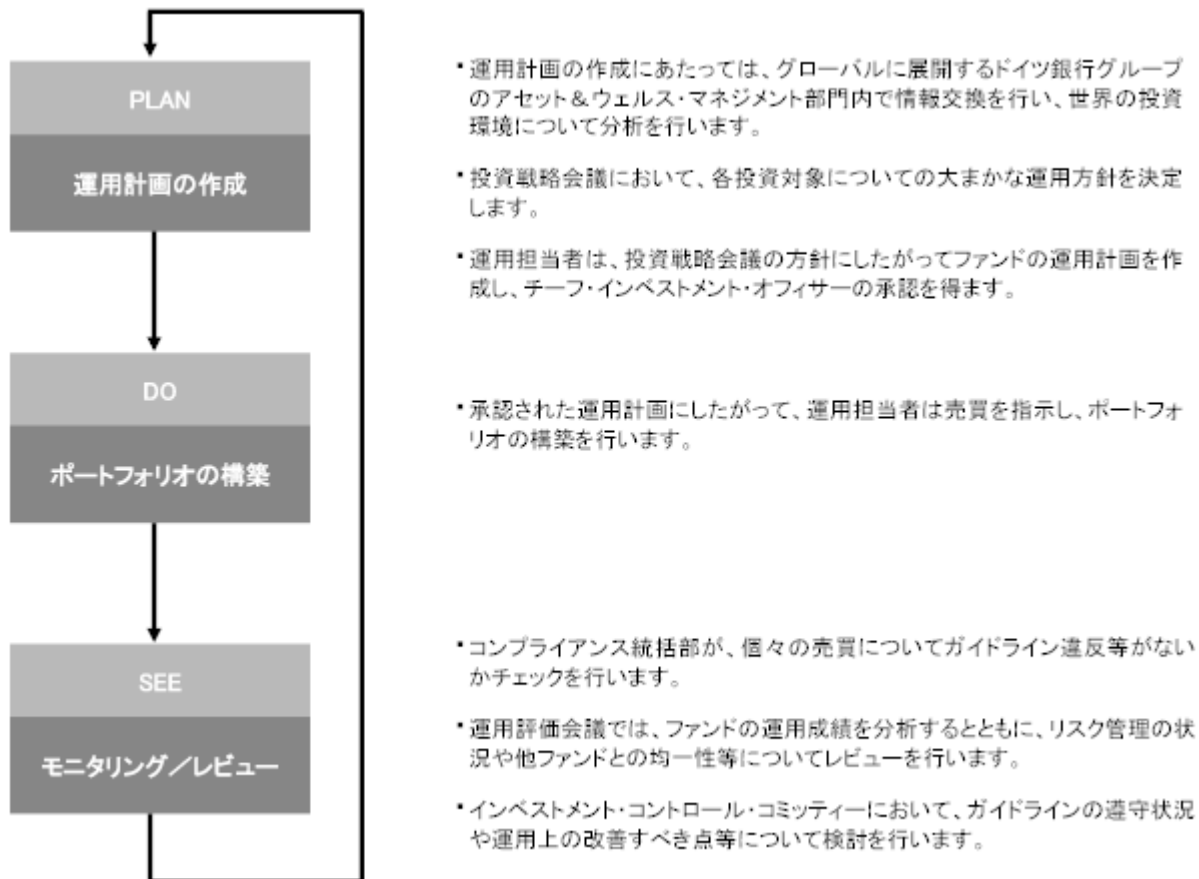 PLAN
運用計画の作成
▪運用計画の作成にあたっては、グローバルに展開するドイツ銀行グループ
のアセット&ウェルス・マネジメント部門内で情報交換を行い、世界の投資
環境について分析を行います。
▪投資戦略会議において、各投資対象についての大まかな運用方針を決定
します。
▪運用担当者は、投資戦略会議の方針にしたがってファンドの運用計画を作
成し、チーフ・インベストメント・オフィサーの承認を得ます。
DO
ポートフォリオの構築
▪承認された運用計画にしたがって、運用担当者は売買を指示し、ポートフォ
リオの構築を行います。
SEE
モニタリング／レビュー
▪コンプライアンス統括部が、個々の売買についてガイドライン違反等がない
かチェックを行います。
▪運用評価会議では、ファンドの運用成績を分析するとともに、リスク管理の状
況や他ファンドとの均一性等についてレビューを行います。
▪インベストメント・コントロール・コミッティーにおいて、ガイドラインの遵守状況
や運用上の改善すべき点等について検討を行います。